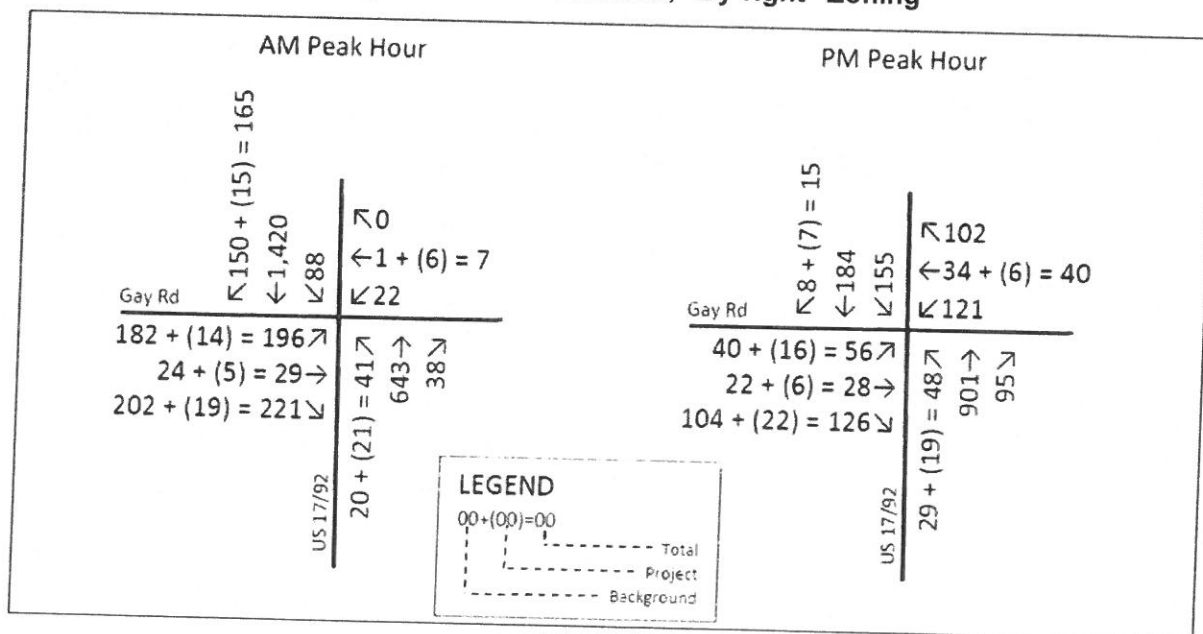 "By-right" Zoning
AM Peak Hour
↖150 + (15) = 165
↓1,420
↘88
↖0
←1 + (6) = 7
↙22
Gay Rd
182 + (14) = 196↗
24 + (5) = 29→
202 + (19) = 221↘
20 + (21) = 41↗
643→
38↗
US 17/92
PM Peak Hour
↖8 + (7) = 15
↓184
↙155
↖102
←34 + (6) = 40
↙121
Gay Rd
40 + (16) = 56↗
22 + (6) = 28→
104 + (22) = 126↘
29 + (19) = 48↗
901→
95↗
US 17/92
LEGEND
00+(00)=00
Total
Project
Background